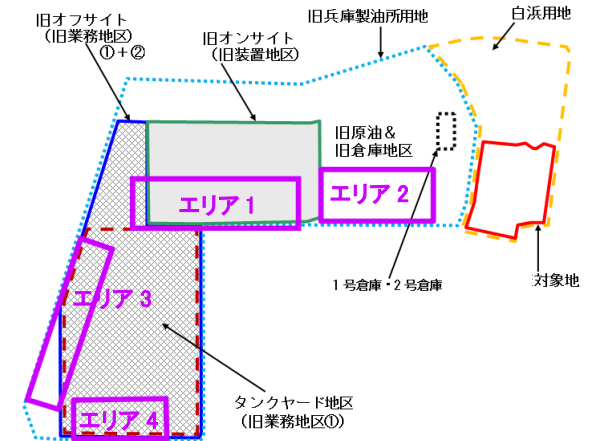 旧兵庫製油所用地
白浜用地
旧オフサイト
（旧業務地区）
①＋②
旧オンサイト
（旧装置地区）
旧原油＆
旧倉庫地区
エリア１
エリア２
１号倉庫・２号倉庫
対象地
エリア３
タンクヤード地区
（旧業務地区①）
エリア４